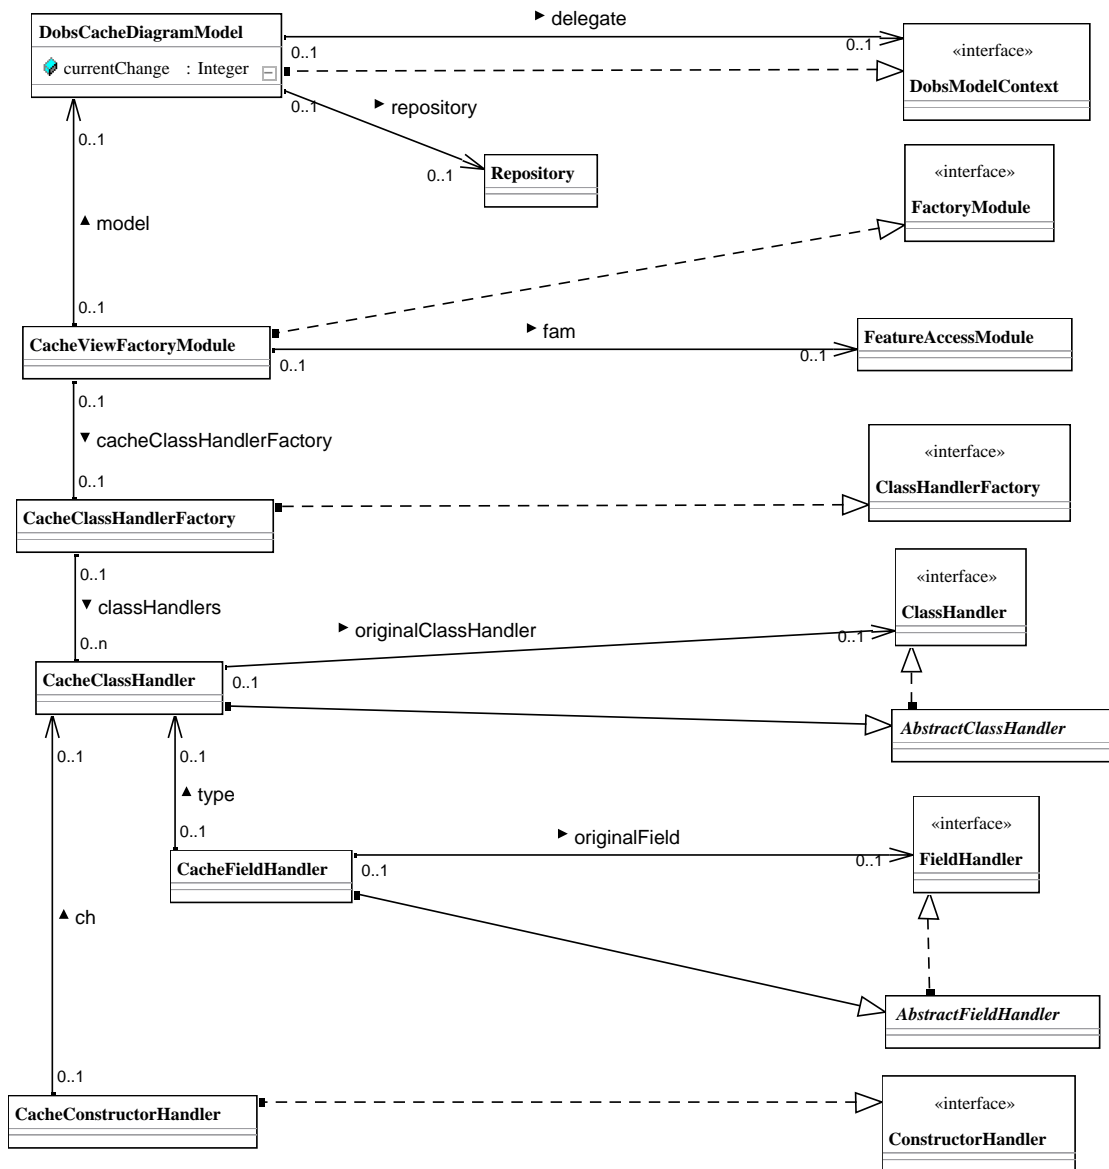 ► delegate
DobsCacheDiagramModel
0..1
0..1
«interface»
currentChange : Integer
DobsModelContext
0..1
► repository
0..1
0..1
Repository
«interface»
FactoryModule
▲ model
0..1
► fam
CacheViewFactoryModule
FeatureAccessModule
0..1
0..1
0..1
▼ cacheClassHandlerFactory
«interface»
ClassHandlerFactory
0..1
CacheClassHandlerFactory
0..1
«interface»
▼ classHandlers
ClassHandler
► originalClassHandler
0..1
0..n
CacheClassHandler
0..1
AbstractClassHandler
0..1
0..1
▲ type
«interface»
0..1
► originalField
FieldHandler
0..1
CacheFieldHandler
0..1
▲ ch
AbstractFieldHandler
0..1
CacheConstructorHandler
«interface»
ConstructorHandler